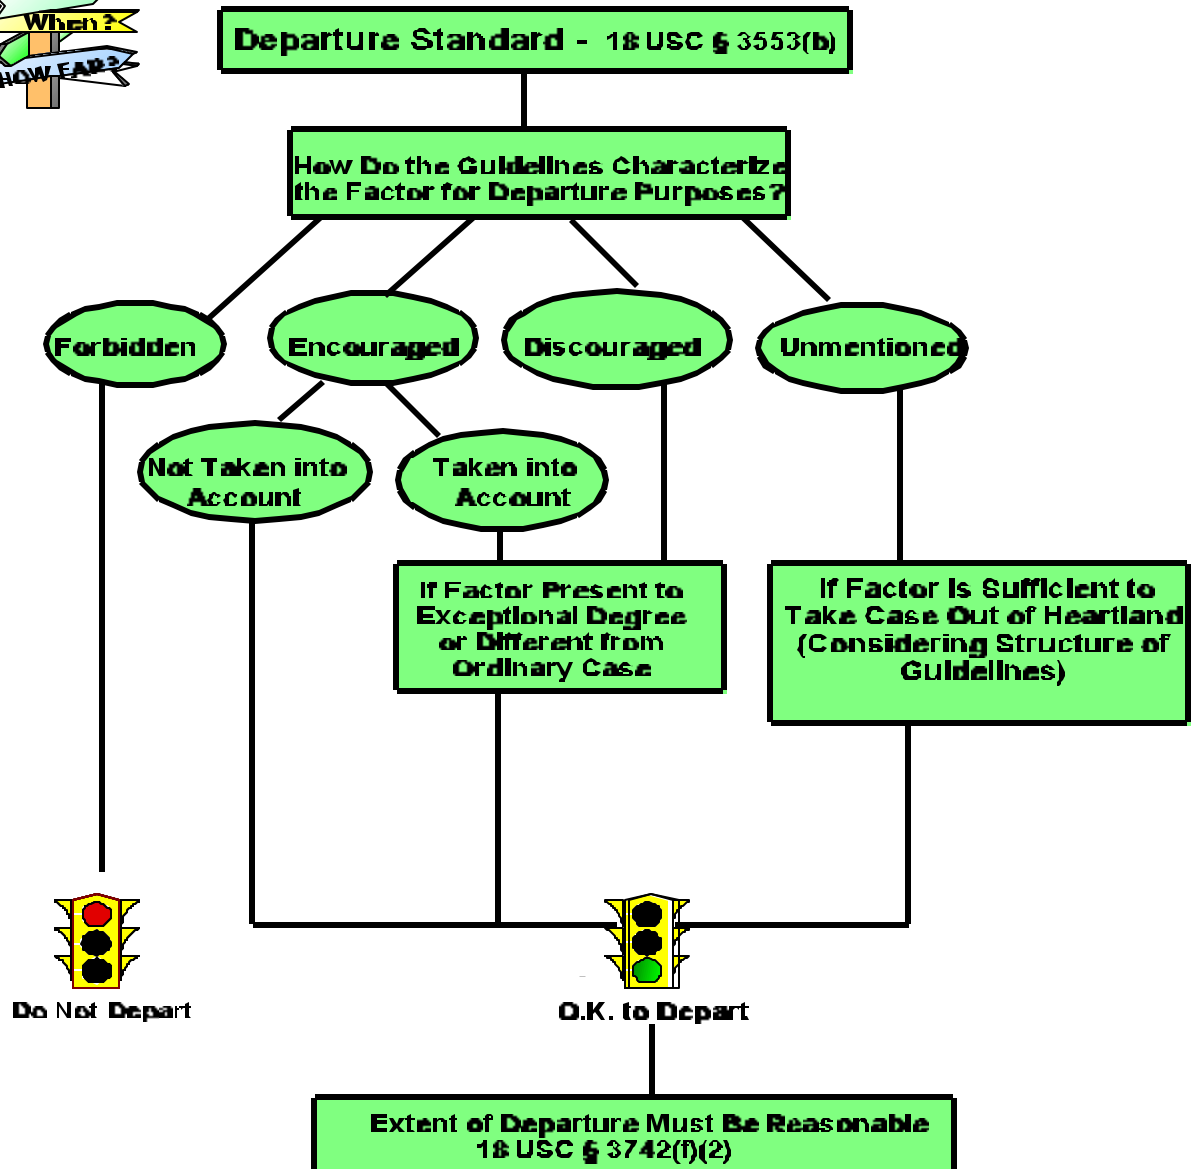 When?
HOW FAR?
Departure Standard - 18 USC § 3553(b)
How Do the Guidelines Characterize
the Factor for Departure Purposes?
Forbidden
Encouraged
Discouraged
Unmentioned
Not Taken into
Account
Taken into
Account
If Factor Present to
Exceptional Degree
or Different from
Ordinary Case
If Factor is Sufficient to
Take Case Out of Heartland
(Considering Structure of
Guidelines)
Do Not Depart
O.K. to Depart
Extent of Departure Must Be Reasonable
18 USC § 3742(f)(2)